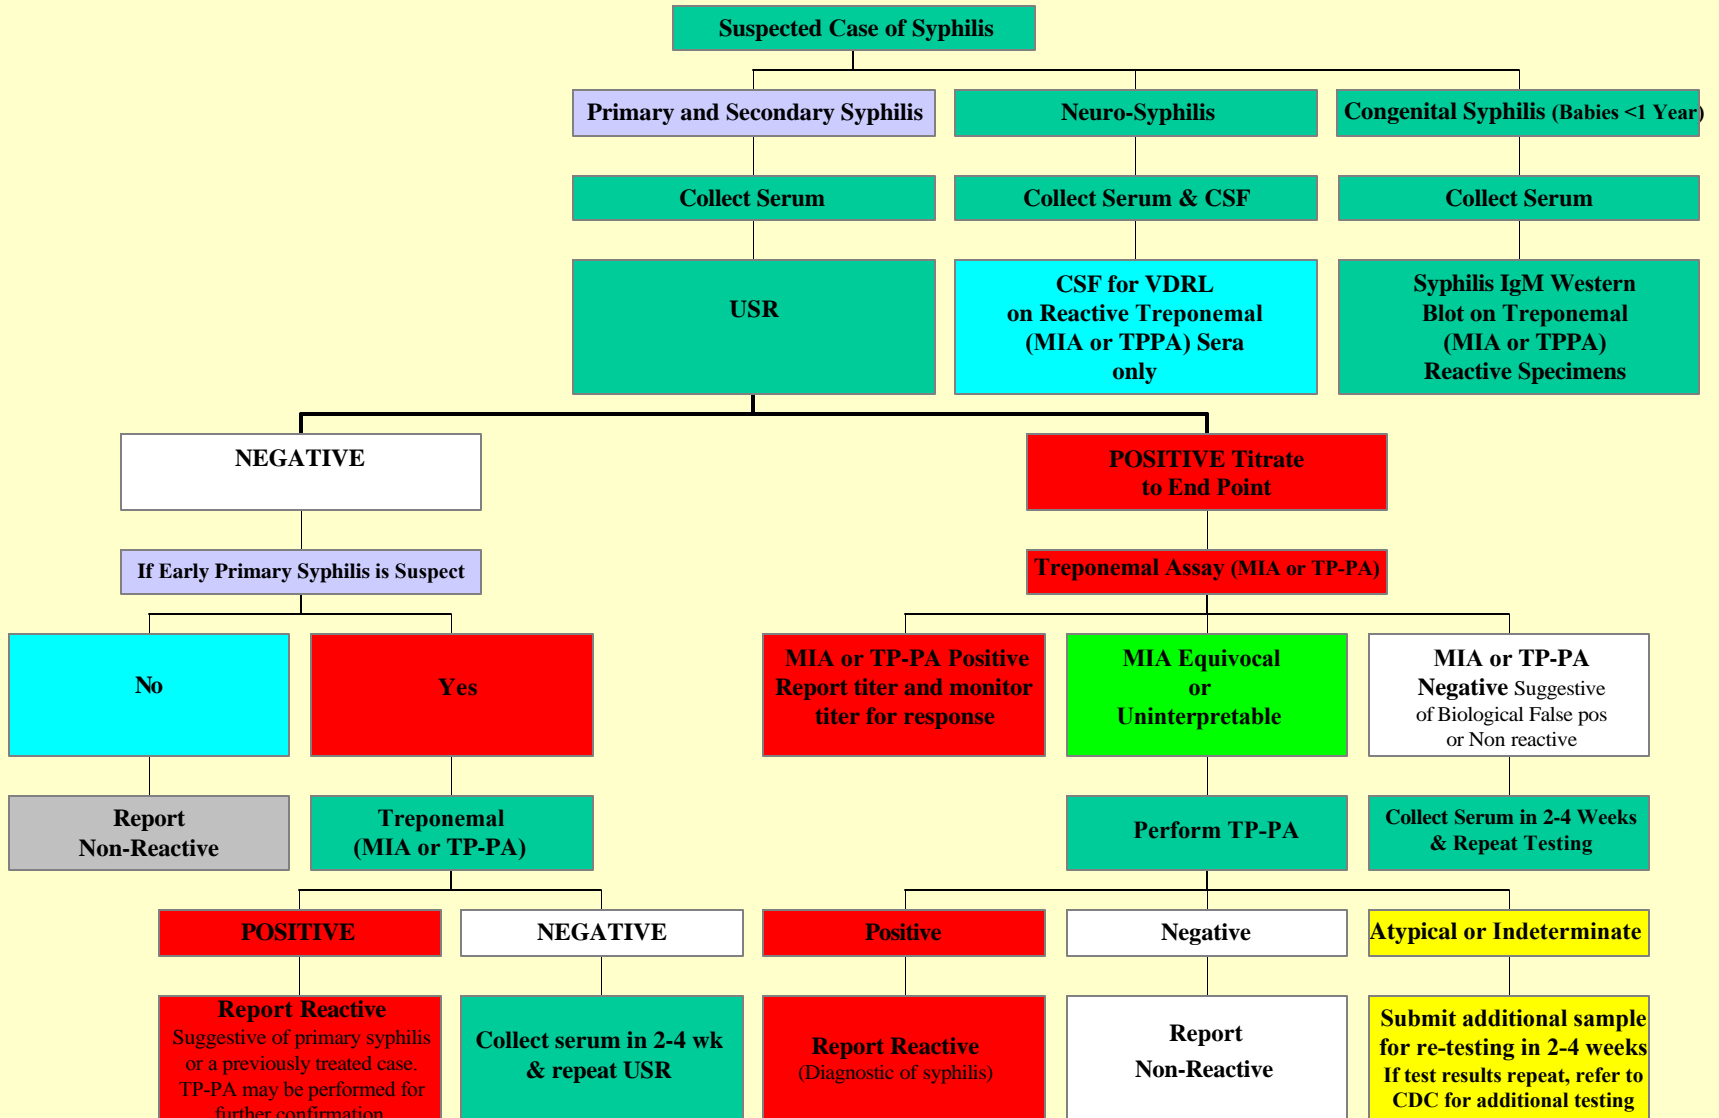 Suspected Case of Syphilis
Primary and Secondary Syphilis
Neuro-Syphilis
Congenital Syphilis (Babies <1 Year)
Collect Serum
Collect Serum & CSF
Collect Serum
USR
CSF for VDRL
on Reactive Treponemal
(MIA or TPPA) Sera
only
Syphilis IgM Western
Blot on Treponemal
(MIA or TPPA)
Reactive Specimens
NEGATIVE
POSITIVE Titrate
to End Point
If Early Primary Syphilis is Suspect
Treponemal Assay (MIA or TP-PA)
No
Yes
MIA or TP-PA Positive
Report titer and monitor
titer for response
MIA Equivocal
or
Uninterpretable
MIA or TP-PA
Negative Suggestive
of Biological False pos
or Non reactive
Report
Non-Reactive
Treponemal
(MIA or TP-PA)
Perform TP-PA
Collect Serum in 2-4 Weeks
& Repeat Testing
POSITIVE
NEGATIVE
Positive
Negative
Atypical or Indeterminate
Report Reactive
Suggestive of primary syphilis
or a previously treated case.
TP-PA may be performed for
further confirmation
Collect serum in 2-4 wk
& repeat USR
Report Reactive
(Diagnostic of syphilis)
Report
Non-Reactive
Submit additional sample
for re-testing in 2-4 weeks
If test results repeat, refer to
CDC for additional testing